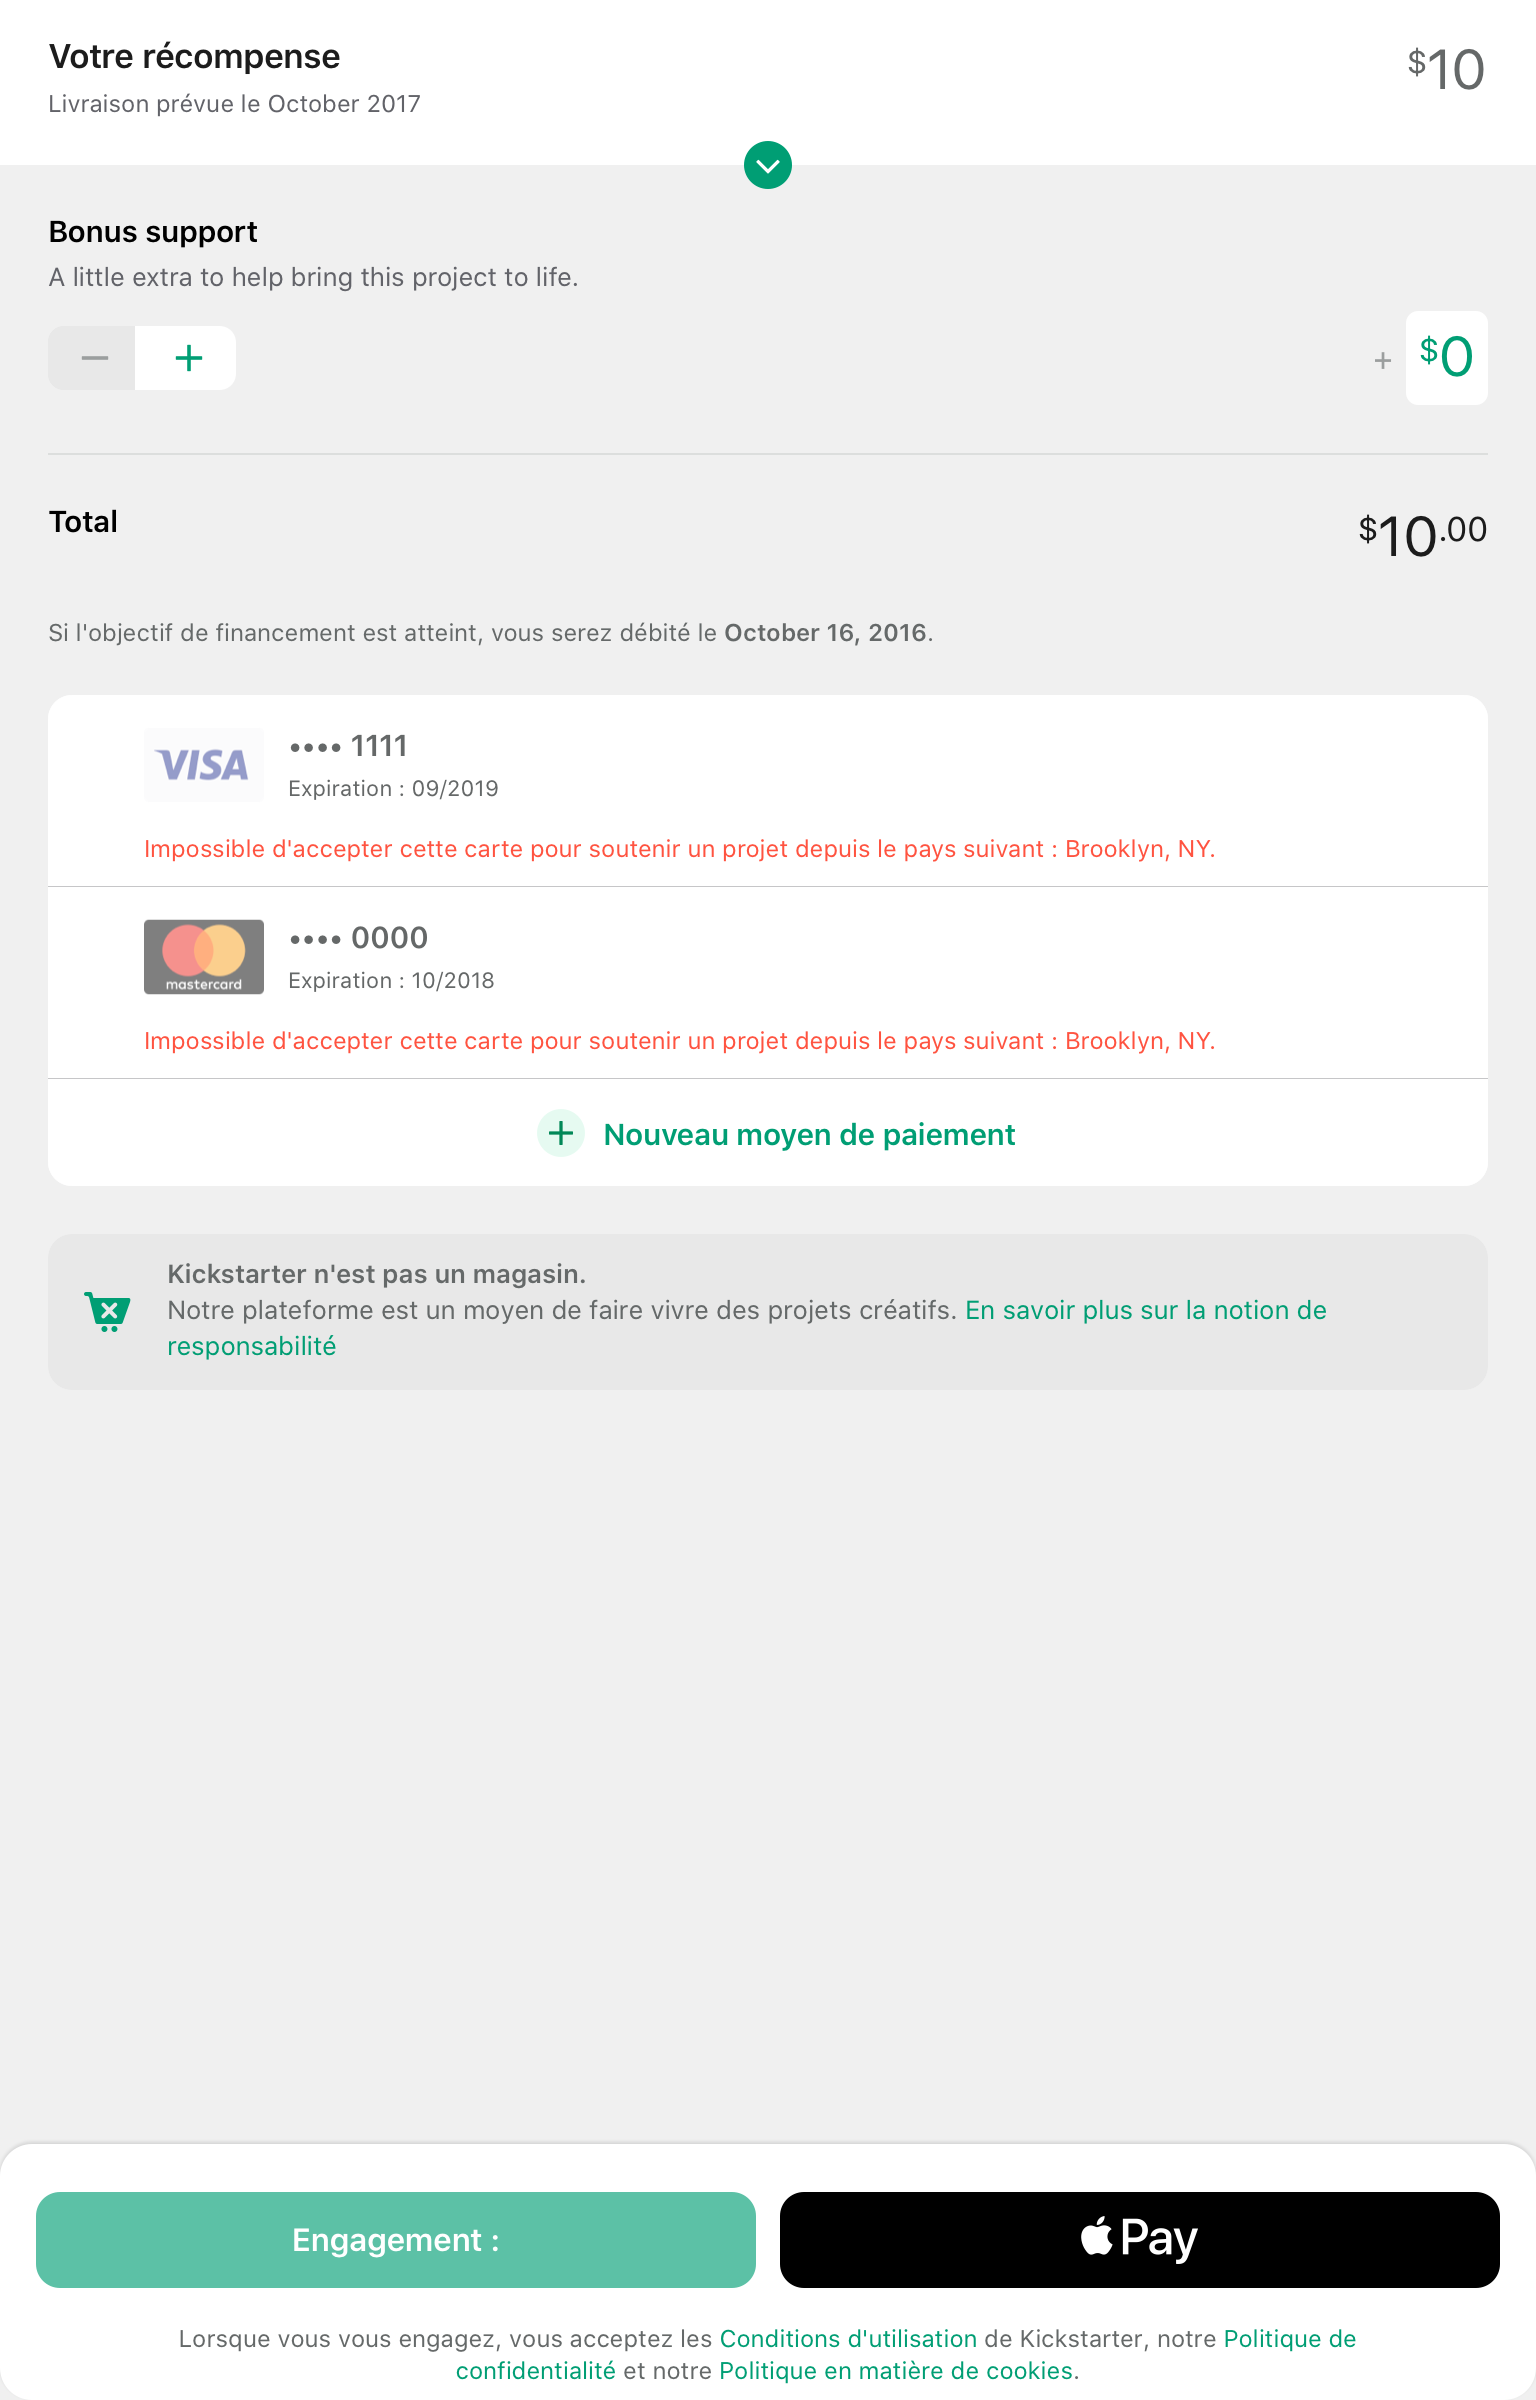 Votre récompense
$10
Livraison prévue le October 2017
Bonus support
A little extra to help bring this project to life.
− +
+ $0
Total
$10.00
Si l'objectif de financement est atteint, vous serez débité le October 16, 2016.
VISA
•••• 1111
Expiration : 09/2019
Impossible d'accepter cette carte pour soutenir un projet depuis le pays suivant : Brooklyn, NY.
mastercard
•••• 0000
Expiration : 10/2018
Impossible d'accepter cette carte pour soutenir un projet depuis le pays suivant : Brooklyn, NY.
+ Nouveau moyen de paiement
Kickstarter n'est pas un magasin.
Notre plateforme est un moyen de faire vivre des projets créatifs. En savoir plus sur la notion de
responsabilité
Engagement :
Pay
Lorsque vous vous engagez, vous acceptez les Conditions d'utilisation de Kickstarter, notre Politique de
confidentialité et notre Politique en matière de cookies.